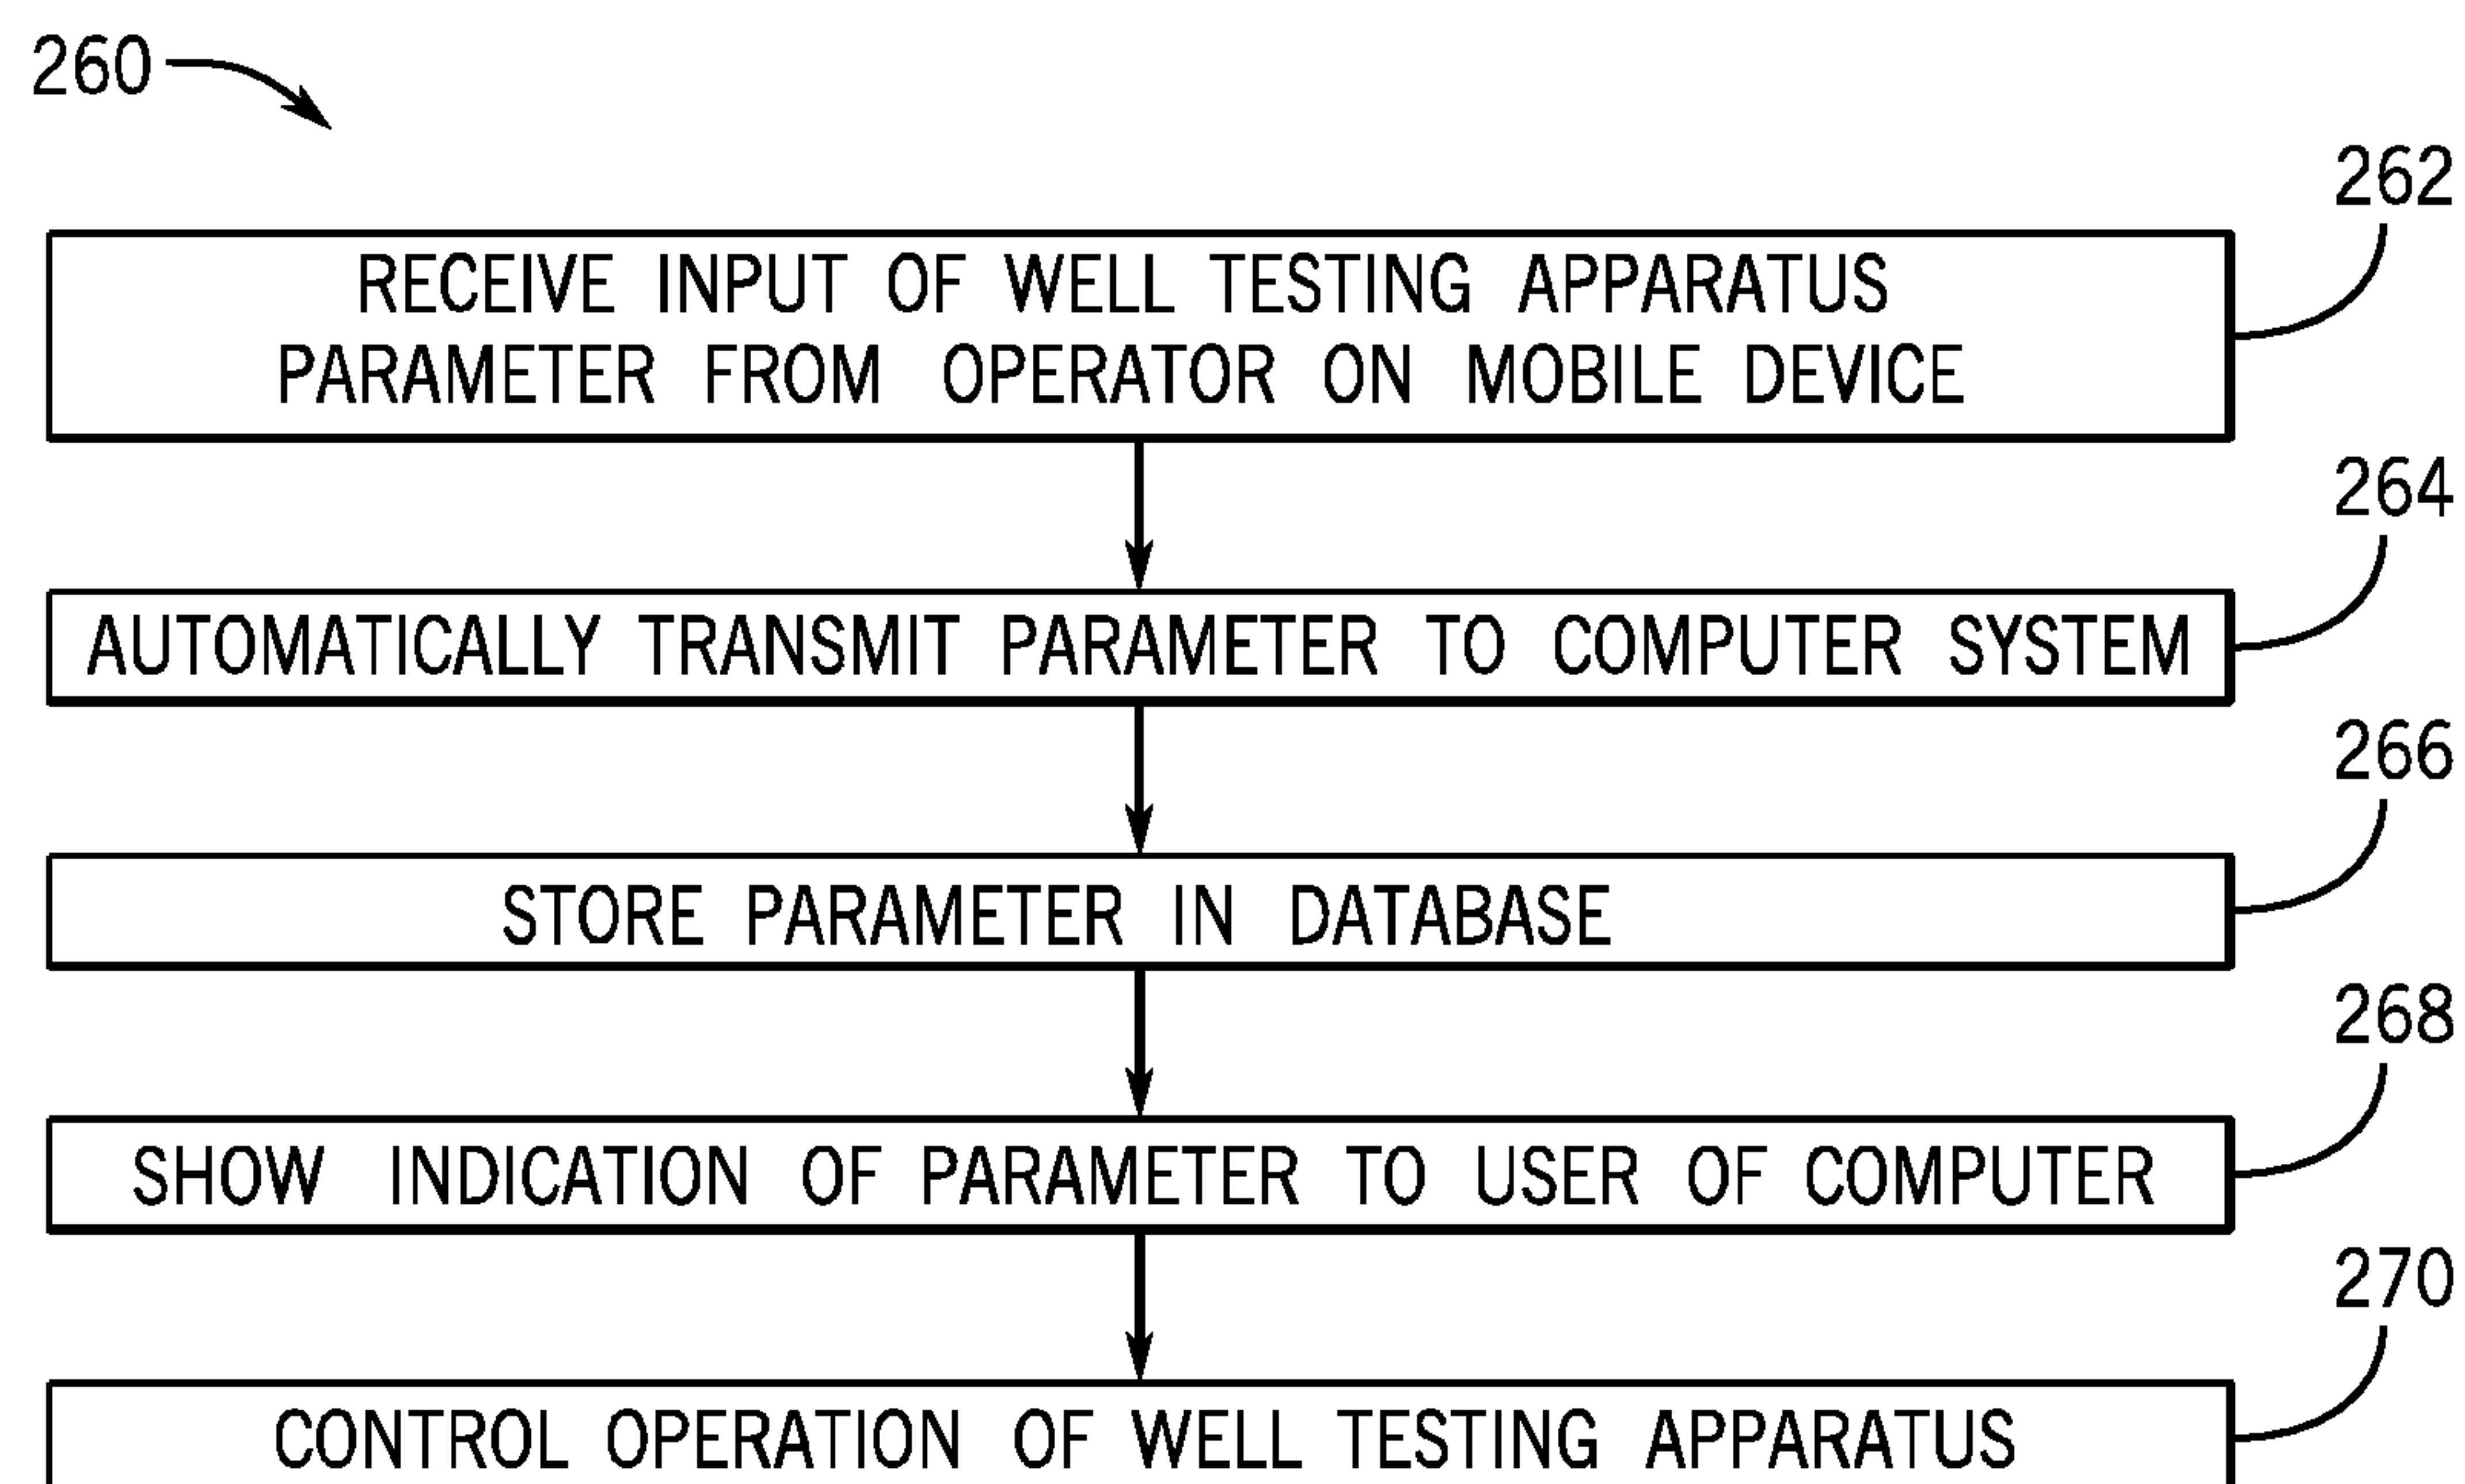 260
262
RECEIVE INPUT OF WELL TESTING APPARATUS
PARAMETER FROM OPERATOR ON MOBILE DEVICE
264
AUTOMATICALLY TRANSMIT PARAMETER TO COMPUTER SYSTEM
266
STORE PARAMETER IN DATABASE
268
SHOW INDICATION OF PARAMETER TO USER OF COMPUTER
270
CONTROL OPERATION OF WELL TESTING APPARATUS